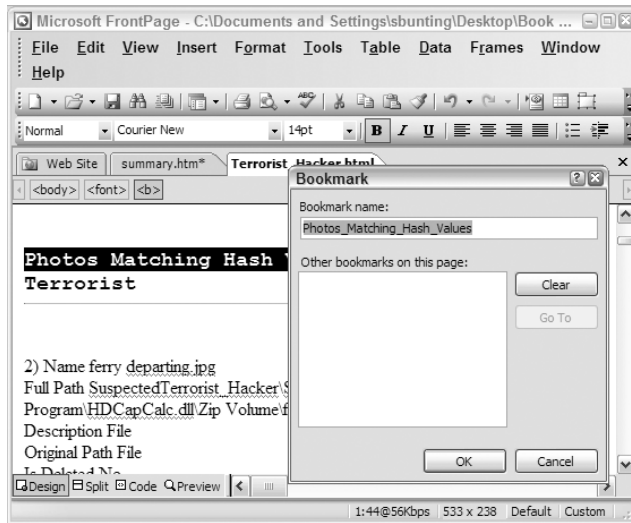 Microsoft FrontPage - C:\Documents and Settings\sbunting\Desktop\Book ...
File Edit View Insert Format Tools Table Data Frames Window
Help
ABC
Normal Courier New 14pt B I U
Web Site summary.htm* Terrorist_Hacker.html
<body> <font> <b>
Photos Matching Hash
Terrorist
2) Name ferry departing.jpg
Full Path SuspectedTerrorist_Hacker\S
Program\HDCapCalc.dll\Zip Volume\f
Description File
Original Path File
Is Deleted No
Bookmark
Bookmark name:
Photos_Matching_Hash_Values
Other bookmarks on this page:
Clear
Go To
OK Cancel
Design Split Code Preview
1:44@56Kbps 533 x 238 Default Custom